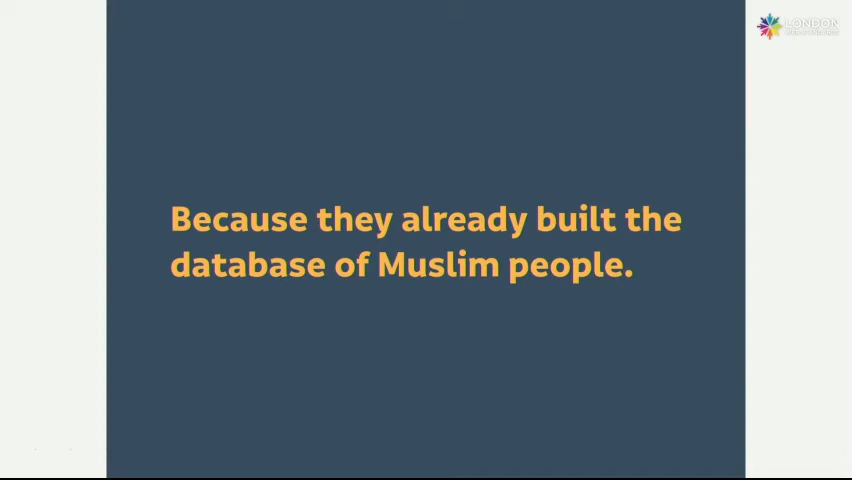 LONDON
Because they already built the
database of Muslim people.